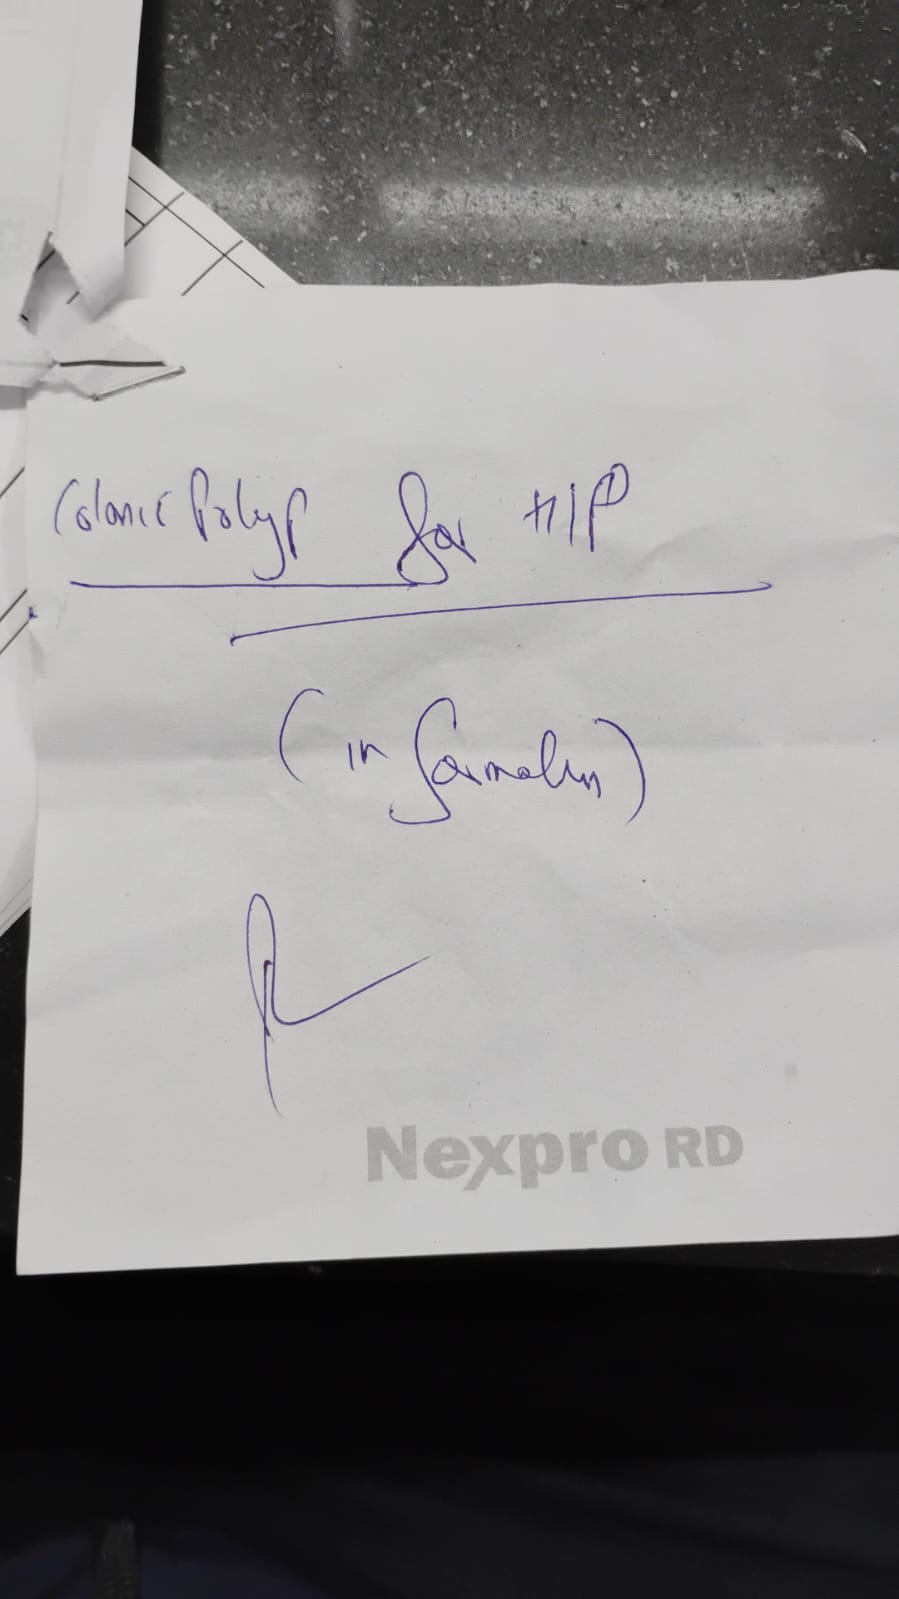 Colonic Polyp for H/P
(in formalin)
Nexpro RD